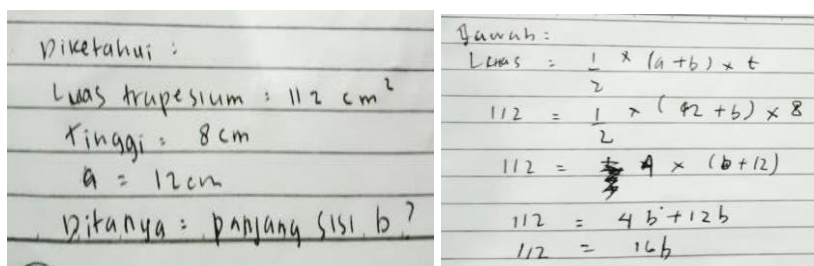 Diketahui :
Luas trapesium : 112 cm²
Tinggi : 8 cm
a = 12 cm
Ditanya : panjang sisi b?
Jawab :
Luas = 1/2 × (a + b) × t
112 = 1/2 × (42 + b) × 8
112 = 4 × (b + 12)
112 = 4b + 12b
112 = 16b